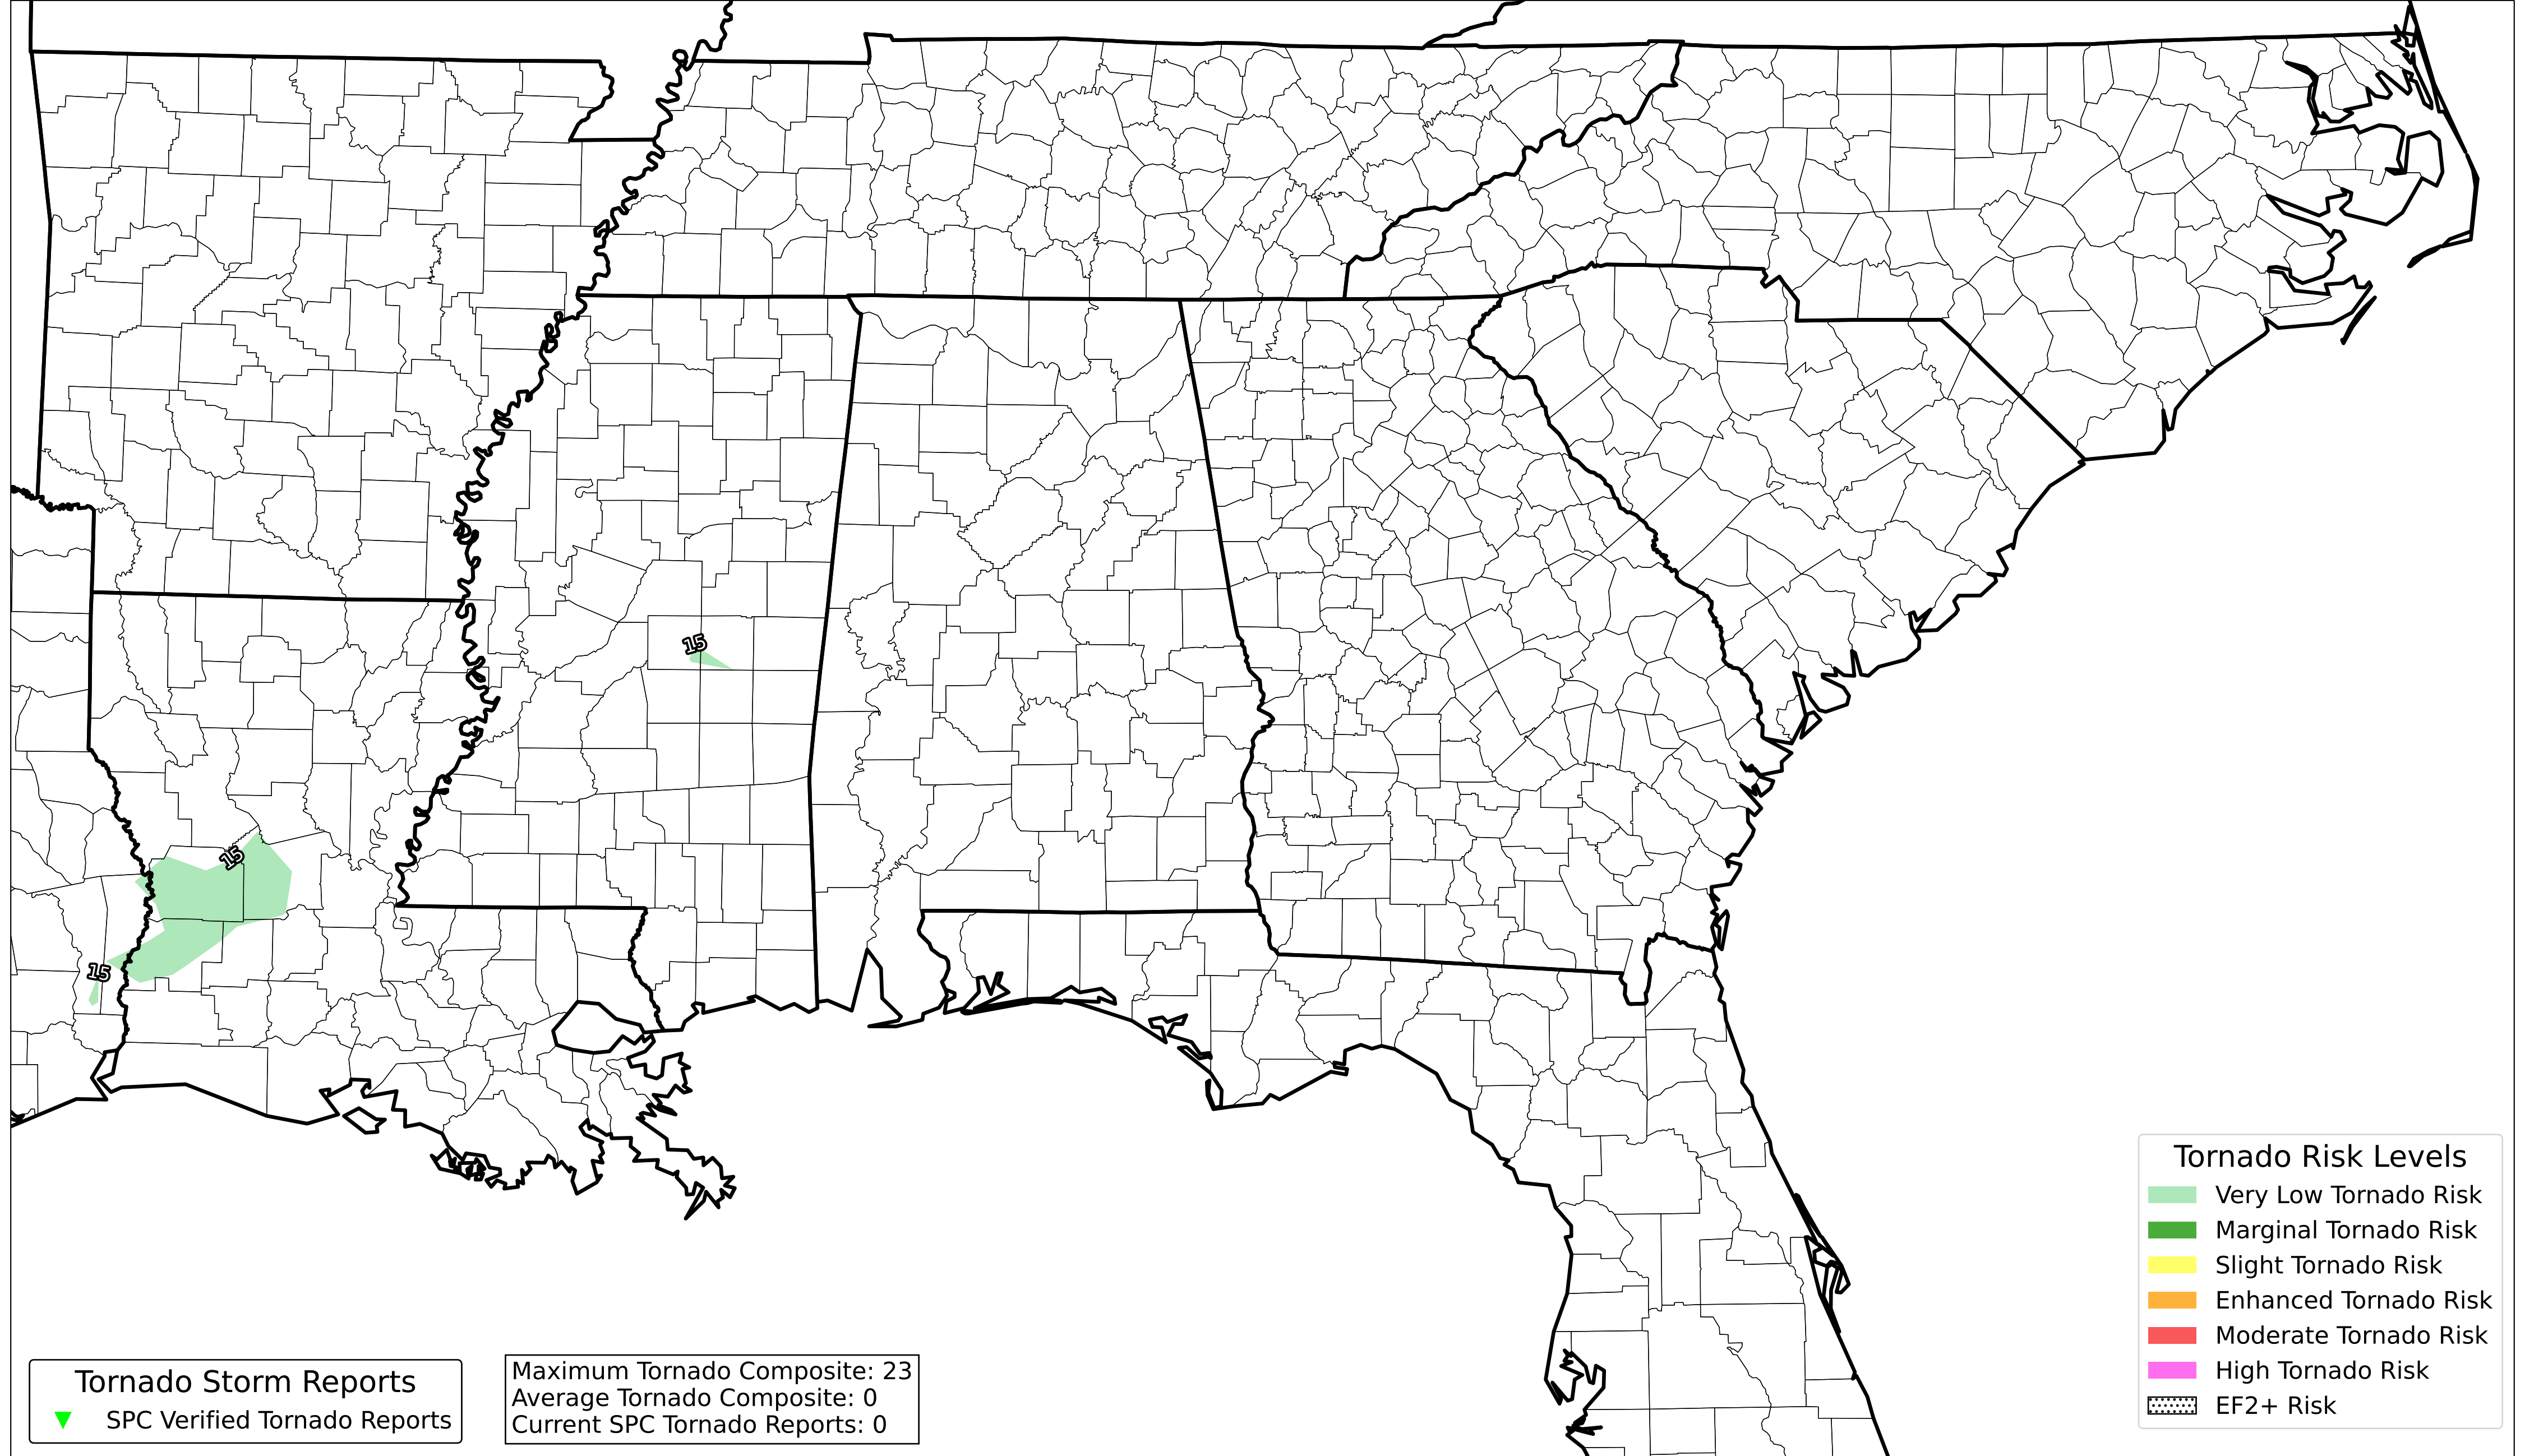 15
15
15
Tornado Risk Levels
Very Low Tornado Risk
Marginal Tornado Risk
Slight Tornado Risk
Enhanced Tornado Risk
Moderate Tornado Risk
High Tornado Risk
EF2+ Risk
Tornado Storm Reports
SPC Verified Tornado Reports
Maximum Tornado Composite: 23
Average Tornado Composite: 0
Current SPC Tornado Reports: 0